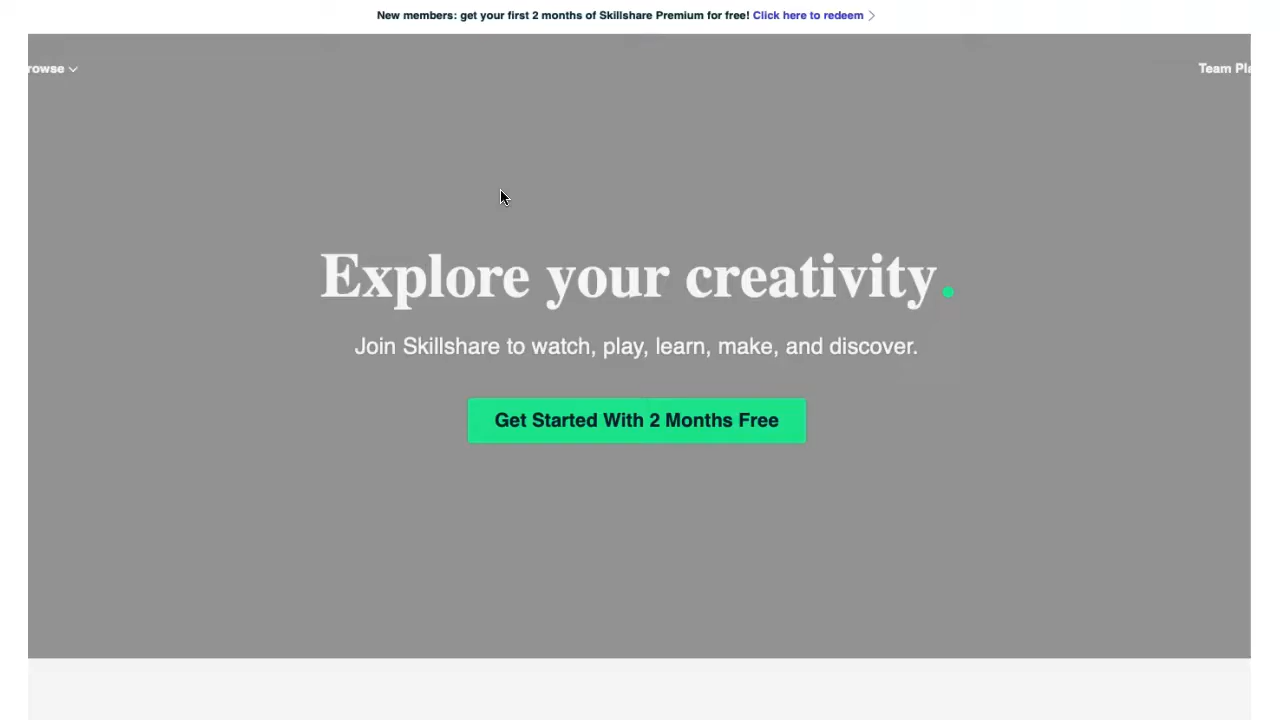 New members: get your first 2 months of Skillshare Premium for free! Click here to redeem
rowse
Team Pla
Explore your creativity.
Join Skillshare to watch, play, learn, make, and discover.
Get Started With 2 Months Free